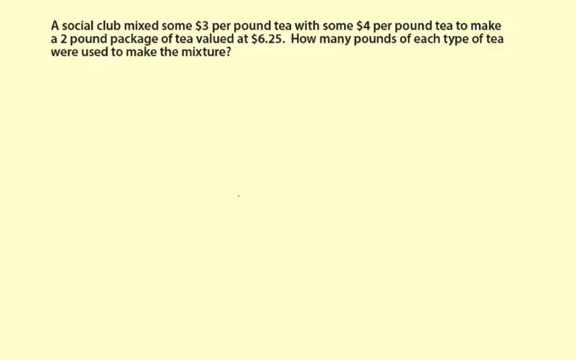 A social club mixed some $3 per pound tea with some $4 per pound tea to make
a 2 pound package of tea valued at $6.25.  How many pounds of each type of tea
were used to make the mixture?